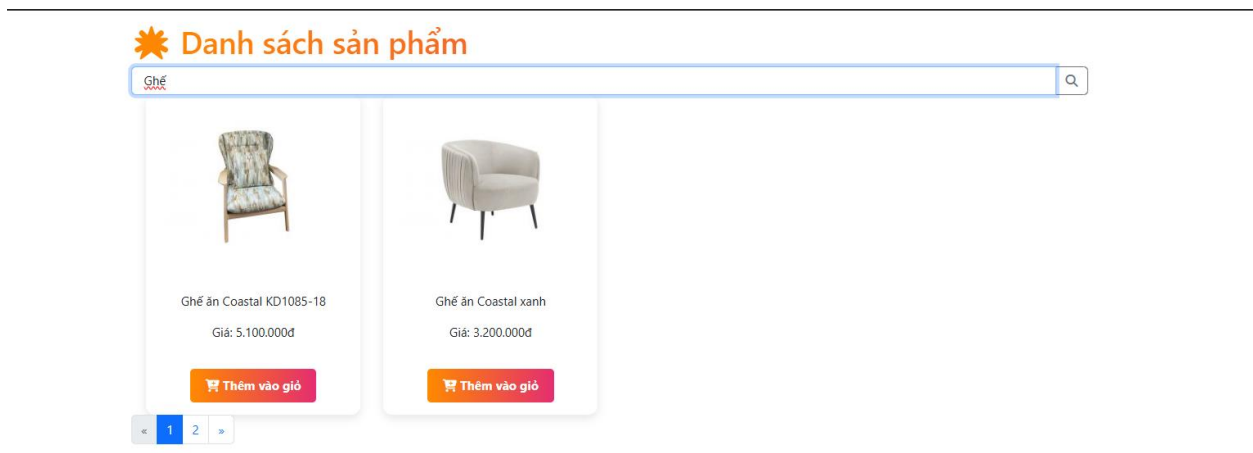 Danh sách sản phẩm
Ghế
Ghế ăn Coastal KD1085-18
Giá: 5.100.000đ
Thêm vào giỏ
Ghế ăn Coastal xanh
Giá: 3.200.000đ
Thêm vào giỏ
« 1 2 »